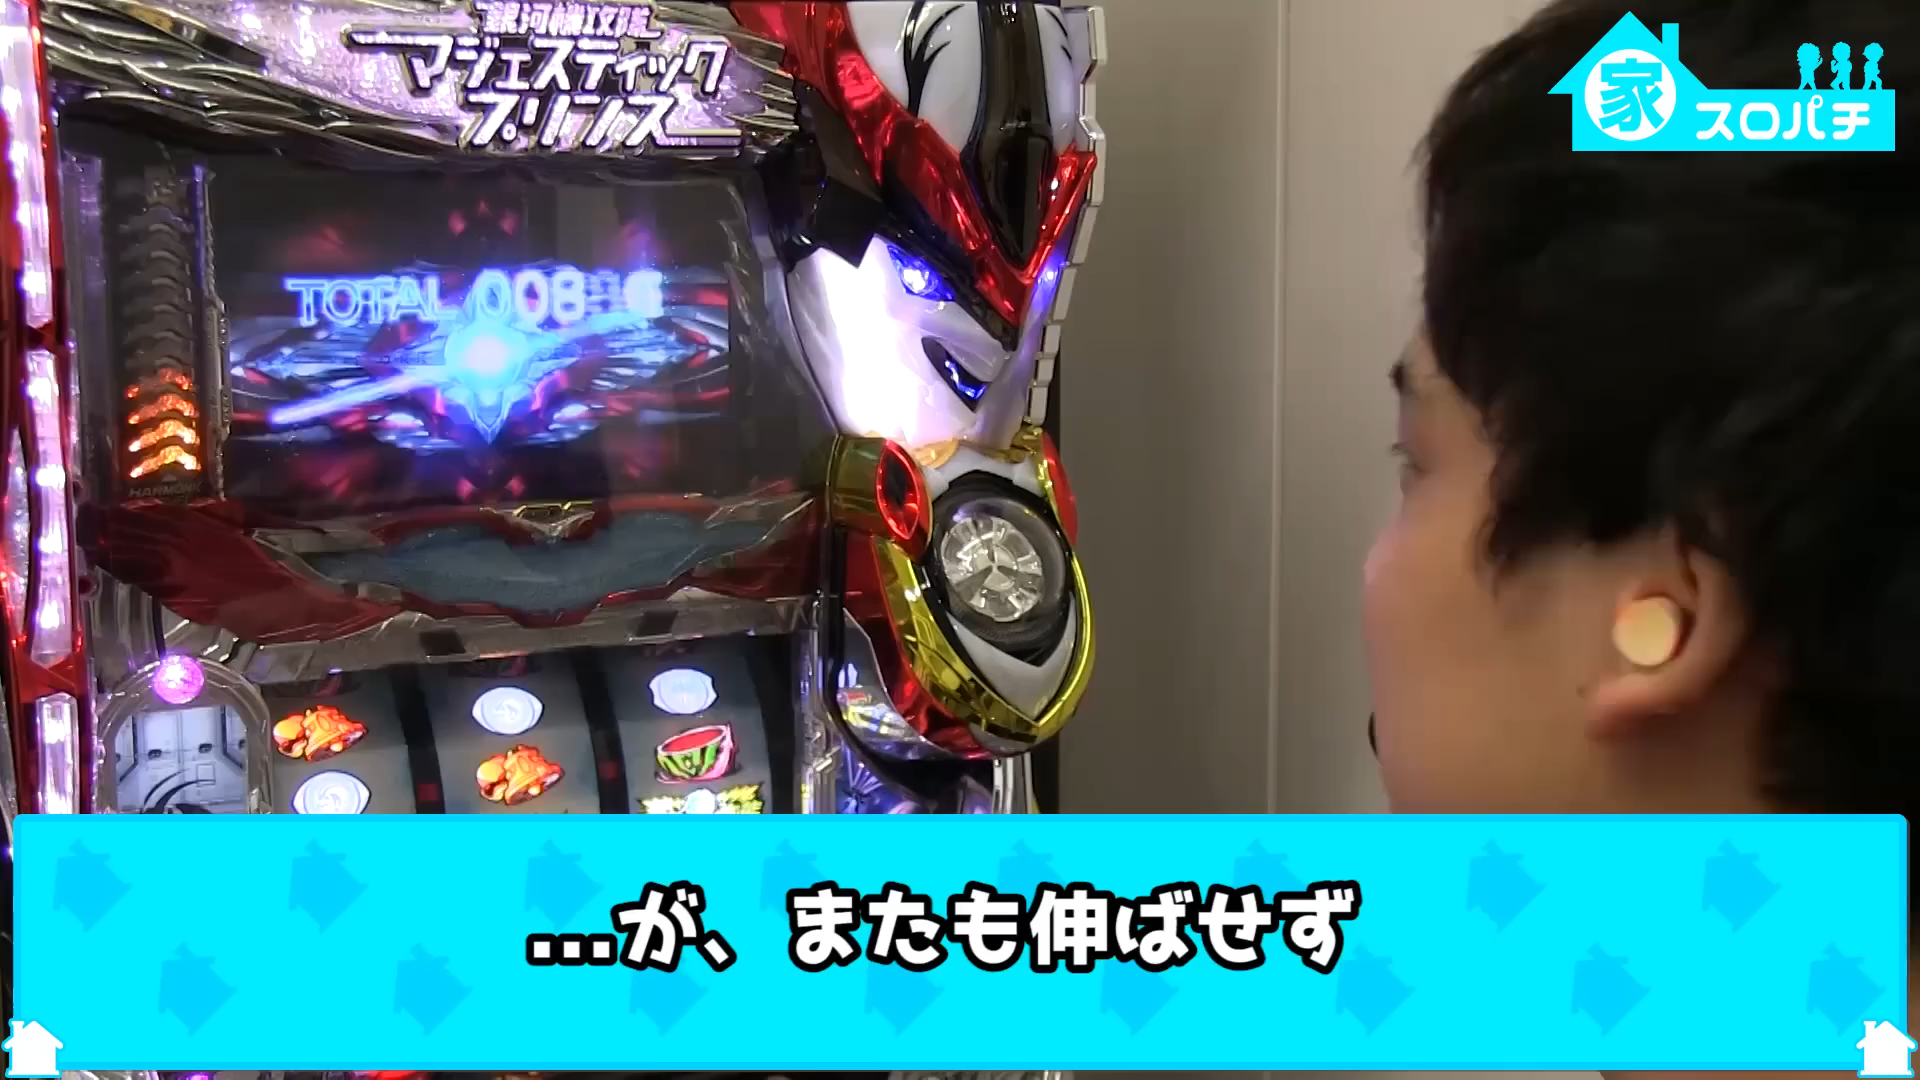 銀河機攻隊
マジェスティック
プリンス
家
スロパチ
TOTAL 008
HARMONIC
...が、またも伸ばせず